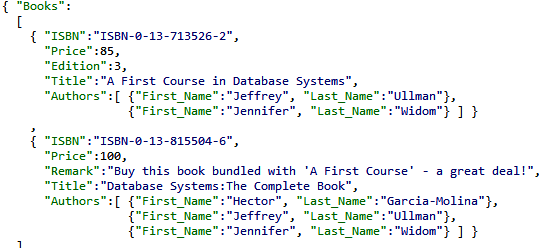 { "Books":
[
{ "ISBN":"ISBN-0-13-713526-2",
"Price":85,
"Edition":3,
"Title":"A First Course in Database Systems",
"Authors":[ {"First_Name":"Jeffrey", "Last_Name":"Ullman"},
{"First_Name":"Jennifer", "Last_Name":"Widom"} ] }
,
{ "ISBN":"ISBN-0-13-815504-6",
"Price":100,
"Remark":"Buy this book bundled with 'A First Course' - a great deal!",
"Title":"Database Systems:The Complete Book",
"Authors":[ {"First_Name":"Hector", "Last_Name":"Garcia-Molina"},
{"First_Name":"Jeffrey", "Last_Name":"Ullman"},
{"First_Name":"Jennifer", "Last_Name":"Widom"} ] }
]